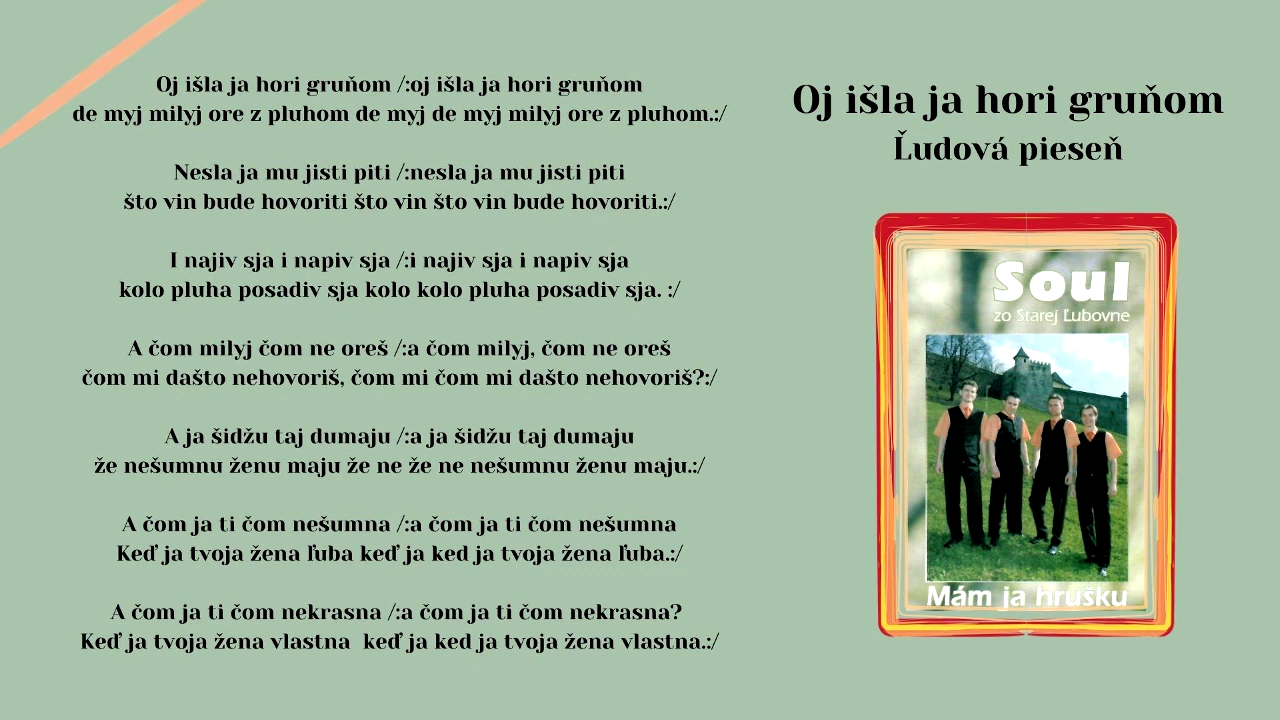 Oj išla ja hori gruňom /:oj išla ja hori gruňom
de myj milyj ore z pluhom de myj de myj milyj ore z pluhom.:/
Nesla ja mu jisti piti /:nesla ja mu jisti piti
što vin bude hovoriti što vin što vin bude hovoriti.:/
I najiv sja i napiv sja /:i najiv sja i napiv sja
kolo pluha posadiv sja kolo kolo pluha posadiv sja. :/
A čom milyj čom ne oreš /:a čom milyj, čom ne oreš
čom mi dašto nehovoriš, čom mi čom mi dašto nehovoriš?:/
A ja šidžu taj dumaju /:a ja šidžu taj dumaju
že nešumnu ženu maju že ne že ne nešumnu ženu maju.:/
A čom ja ti čom nešumna /:a čom ja ti čom nešumna
Keď ja tvoja žena ľuba keď ja ked ja tvoja žena ľuba.:/
A čom ja ti čom nekrasna /:a čom ja ti čom nekrasna?
Keď ja tvoja žena vlastna  keď ja ked ja tvoja žena vlastna.:/
Oj išla ja hori gruňom
Ľudová pieseň
Soul
zo Starej Ľubovne
Mám ja hrušku